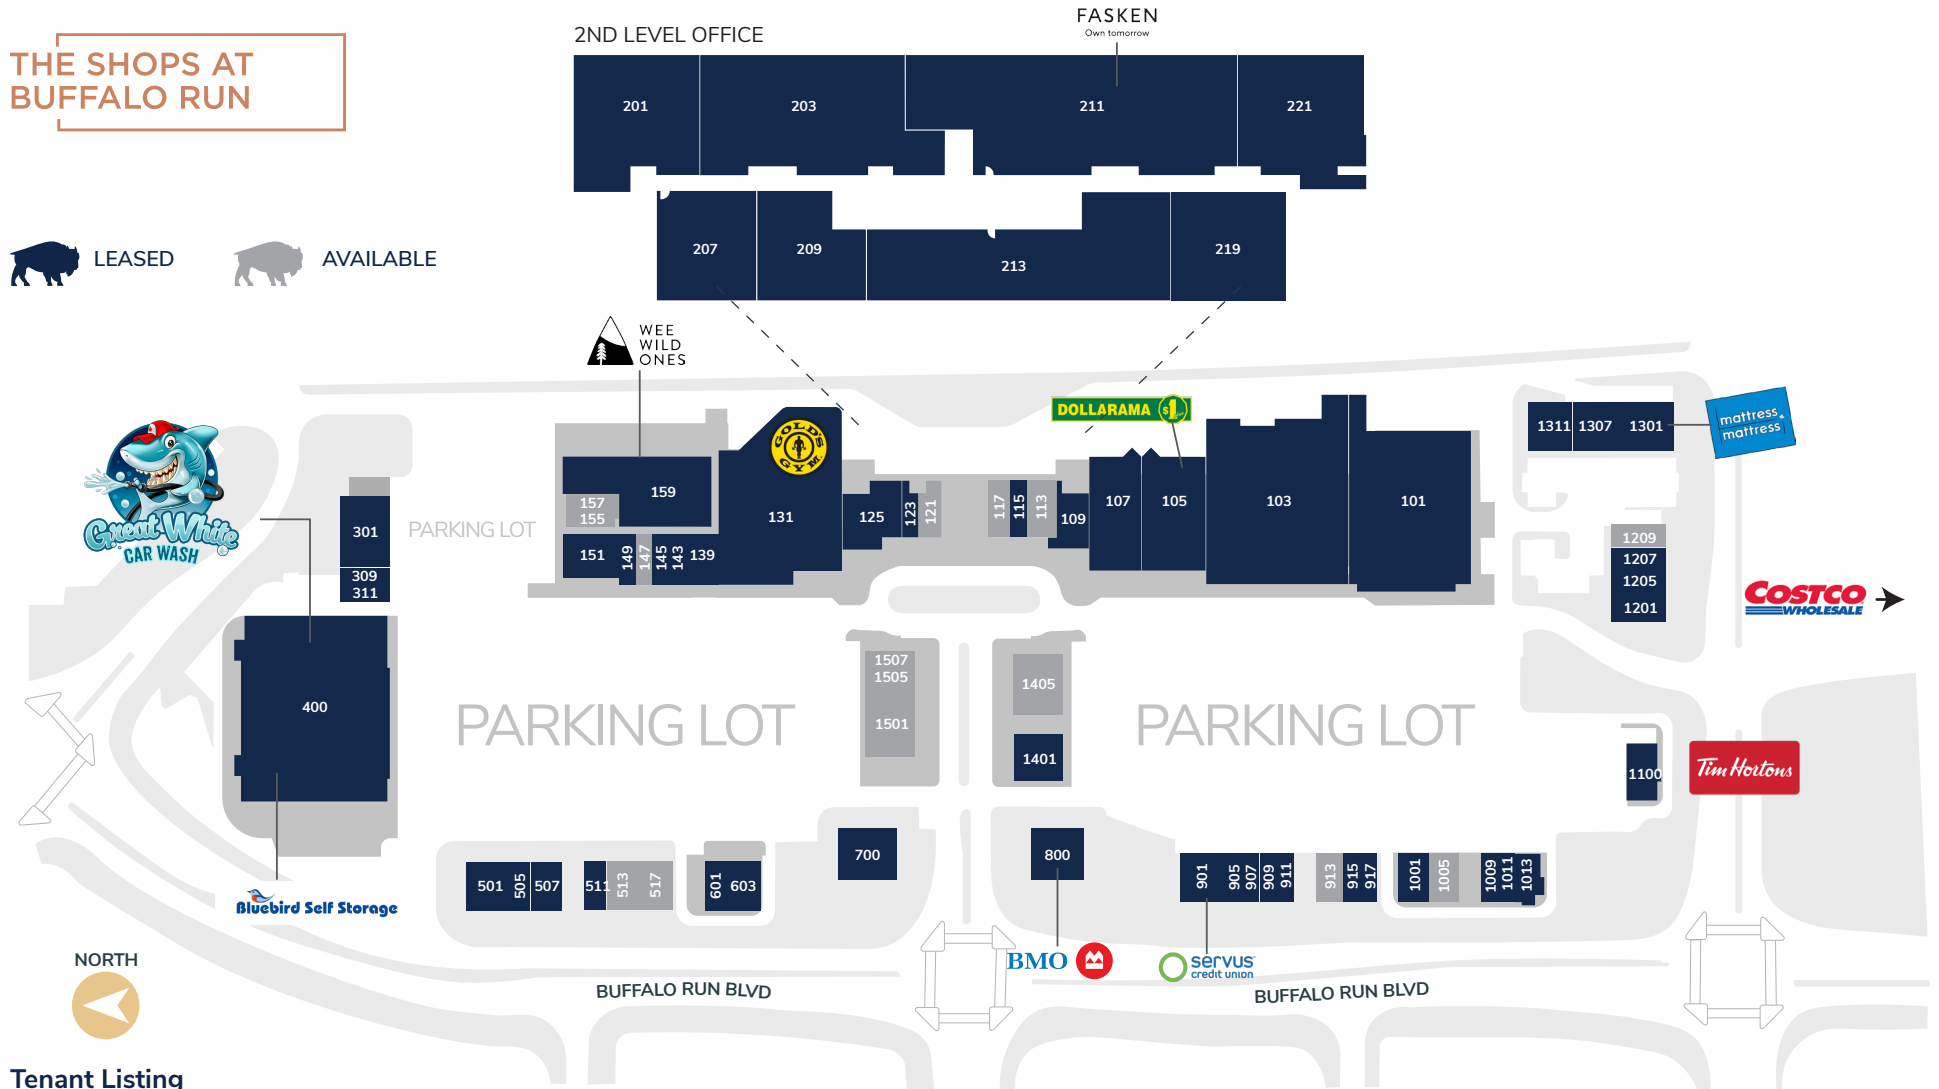 THE SHOPS AT
BUFFALO RUN
2ND LEVEL OFFICE
FASKEN
Own tomorrow
201
203
211
221
207
209
213
219
LEASED
AVAILABLE
WEE
WILD
ONES
GOLD'S
GYM
DOLLARAMA $1
mattress
mattress
Great White
CAR WASH
301
309
311
PARKING LOT
157
155
159
151
149
147
145
143
139
131
125
123
121
117
115
113
109
107
105
103
101
1311
1307
1301
1209
1207
1205
1201
COSTCO
WHOLESALE
400
PARKING LOT
1507
1505
1501
1405
1401
PARKING LOT
1100
Tim Hortons
501
505
507
511
513
517
601
603
700
800
901
905
907
909
911
913
915
917
1001
1005
1009
1011
1013
Bluebird Self Storage
BMO
servus
credit union
NORTH
BUFFALO RUN BLVD
BUFFALO RUN BLVD
Tenant Listing